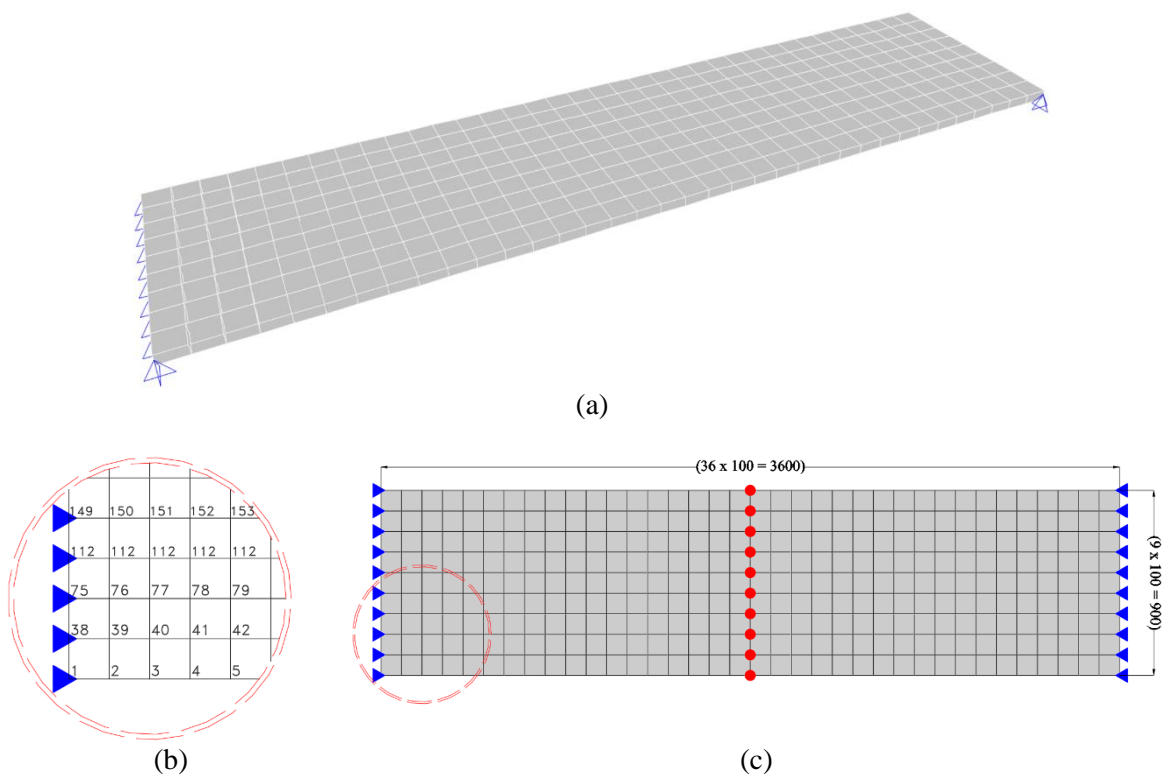 (a)
(36 x 100 = 3600)
149 150 151 152 153
112 112 112 112 112
75 76 77 78 79
38 39 40 41 42
1 2 3 4 5
(9 x 100 = 900)
(b)
(c)